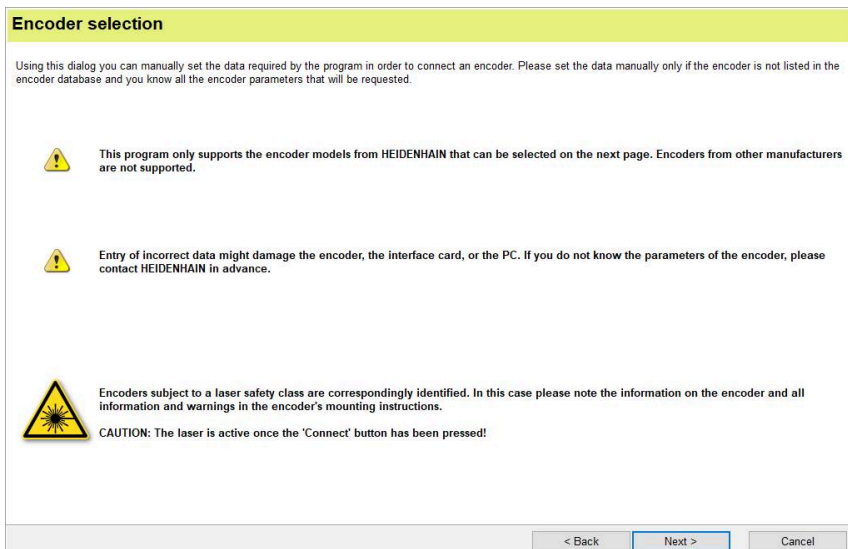 Encoder selection
Using this dialog you can manually set the data required by the program in order to connect an encoder. Please set the data manually only if the encoder is not listed in the
encoder database and you know all the encoder parameters that will be requested.
This program only supports the encoder models from HEIDENHAIN that can be selected on the next page. Encoders from other manufacturers
are not supported.
Entry of incorrect data might damage the encoder, the interface card, or the PC. If you do not know the parameters of the encoder, please
contact HEIDENHAIN in advance.
Encoders subject to a laser safety class are correspondingly identified. In this case please note the information on the encoder and all
information and warnings in the encoder's mounting instructions.
CAUTION: The laser is active once the 'Connect' button has been pressed!
< Back Next > Cancel